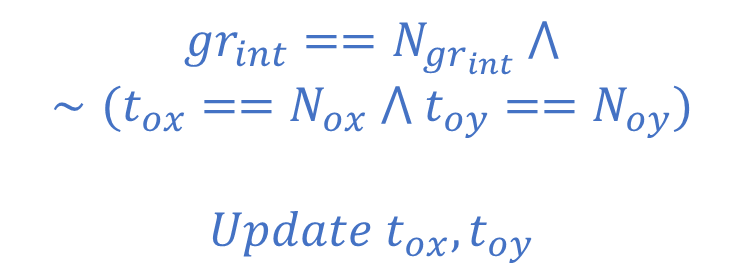 gr_int == N_gr_int ∧
~ (t_ox == N_ox ∧ t_oy == N_oy)
Update t_ox, t_oy